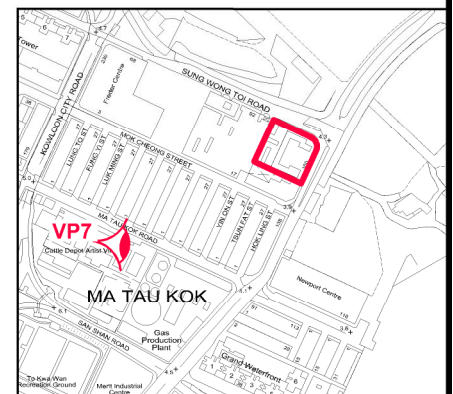 Tower
KOWLOON CITY ROAD
Freder Centre
SUNG WONG TOI ROAD
MOK CHEONG STREET
LUNG TO ST
FUNG YI ST
LUK MING ST
YIN ON ST
TSUN FAT ST
HOK LING ST
MA TAU KOK ROAD
VP7
Cattle Depot Artist Vil
MA TAU KOK
Newport Centre
SAN SHAN ROAD
Gas
Production
Plant
Grand Waterfront
To Kwa Wan
Recreation Ground
Merit Industrial
Centre